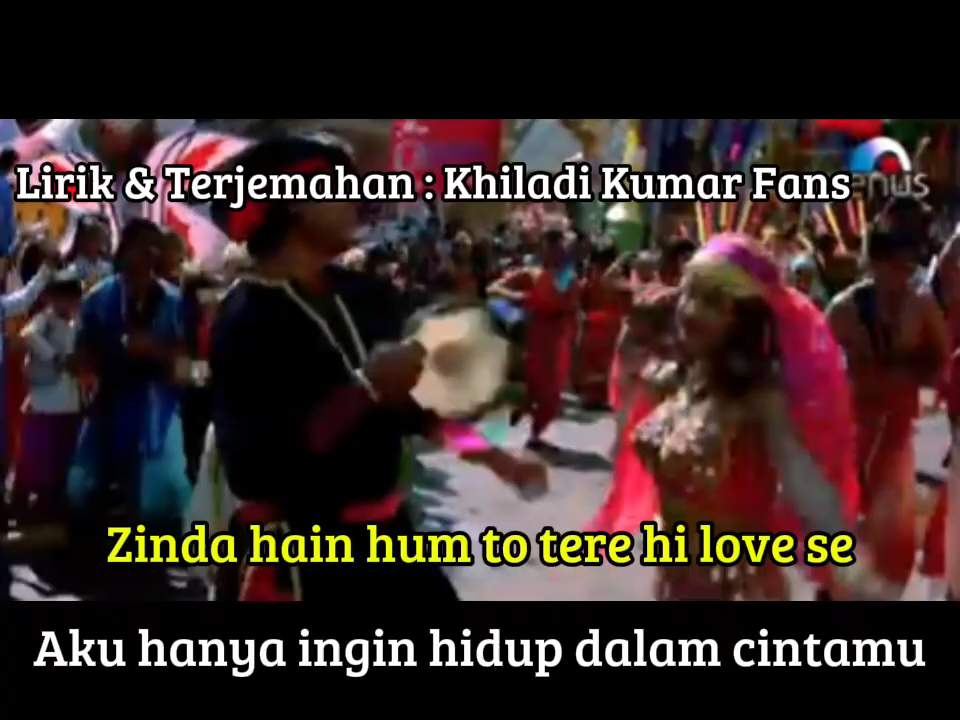 Lirik & Terjemahan : Khiladi Kumar Fans
Zinda hain hum to tere hi love se
Aku hanya ingin hidup dalam cintamu